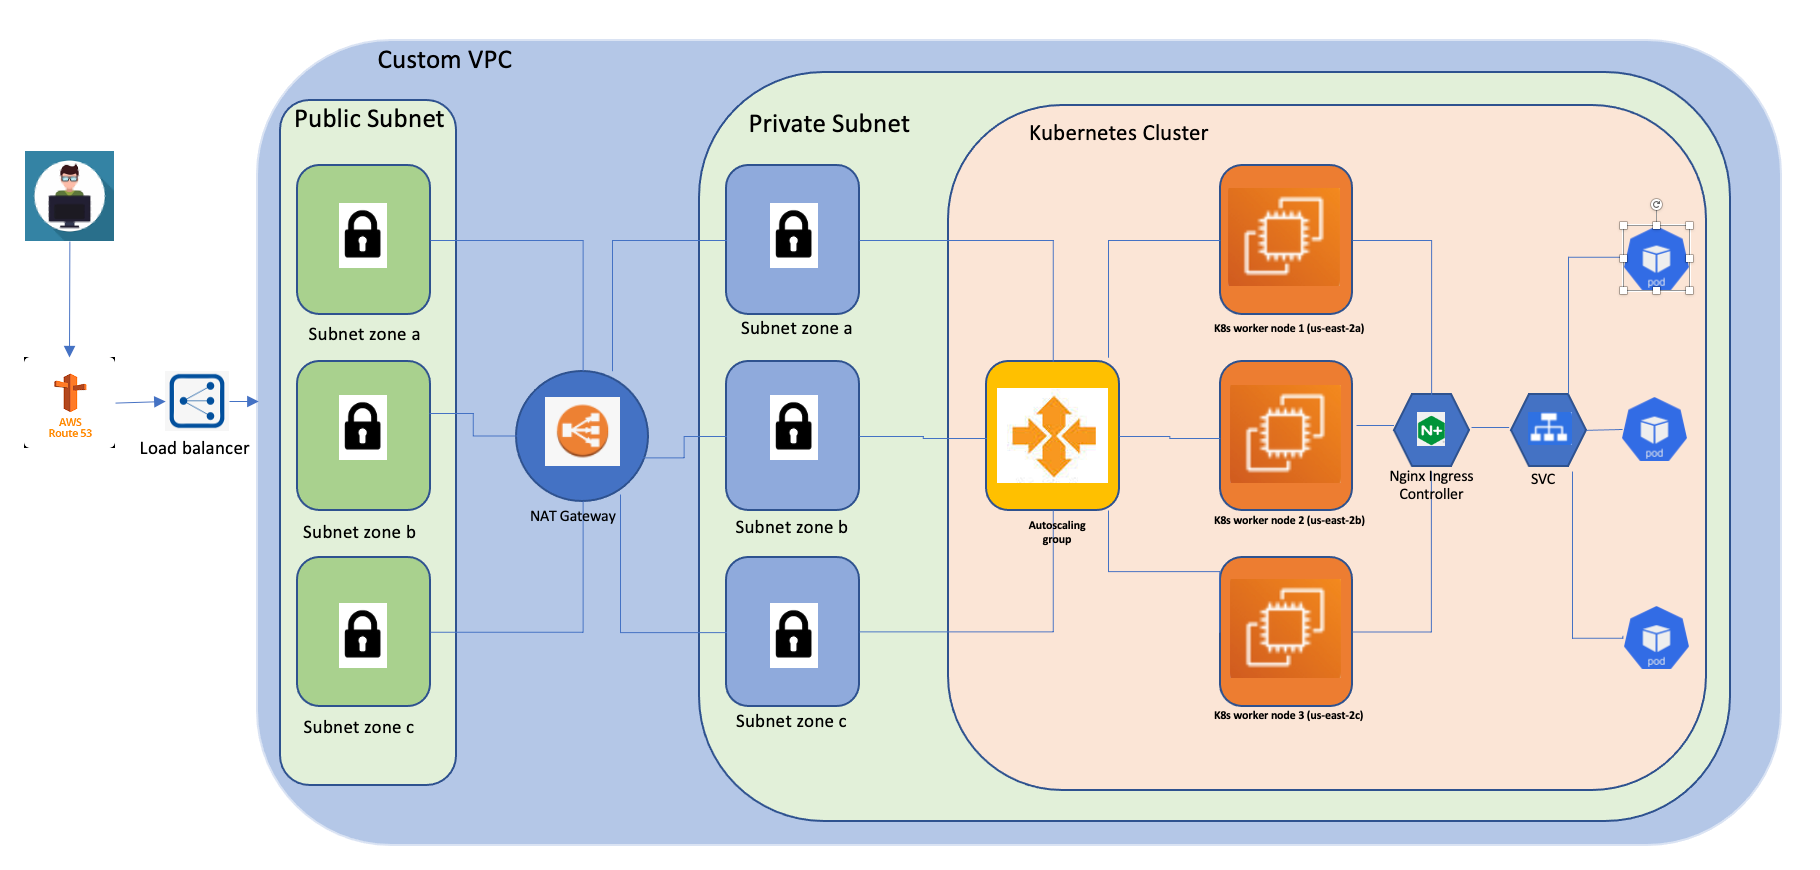 Custom VPC
Public Subnet
Private Subnet
Kubernetes Cluster
Subnet zone a
Subnet zone a
K8s worker node 1 (us-east-2a)
pod
AWS
Route 53
Load balancer
Subnet zone b
NAT Gateway
Subnet zone b
Autoscaling
group
K8s worker node 2 (us-east-2b)
N+
Nginx Ingress
Controller
SVC
pod
Subnet zone c
Subnet zone c
K8s worker node 3 (us-east-2c)
pod